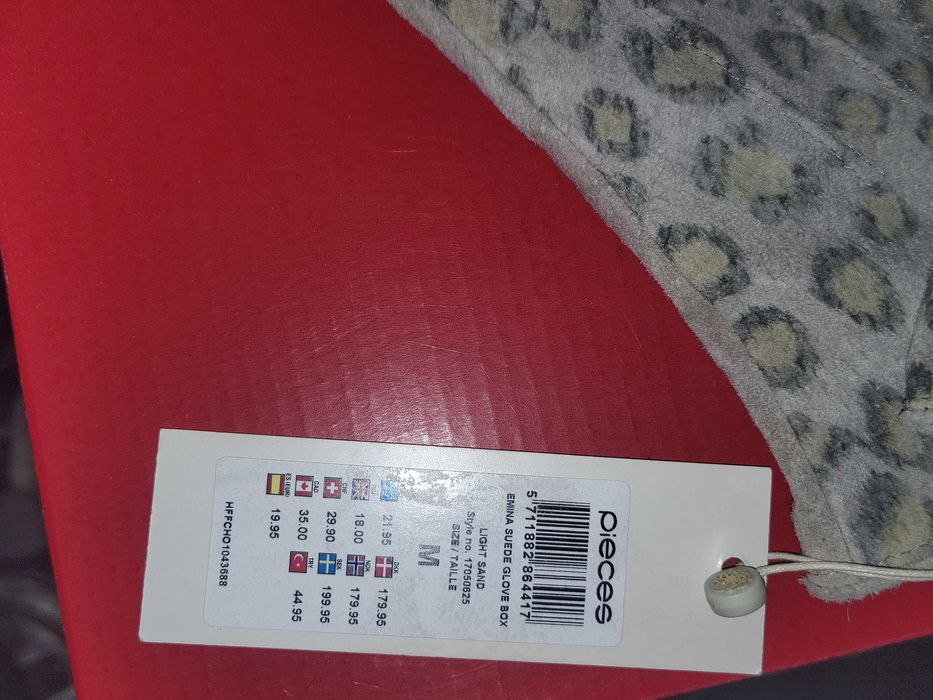 pieces
5 711882 864417
EMINA SUEDE GLOVE BOX
LIGHT SAND
Style no. 17050625
SIZE / TAILLE
M
21.95
DKK 179.95
18.00
NOK 179.95
CHF 29.90
SEK 199.95
CAD 35.00
TRY 44.95
ES (EUR) 19.95
HFFCHO1043688